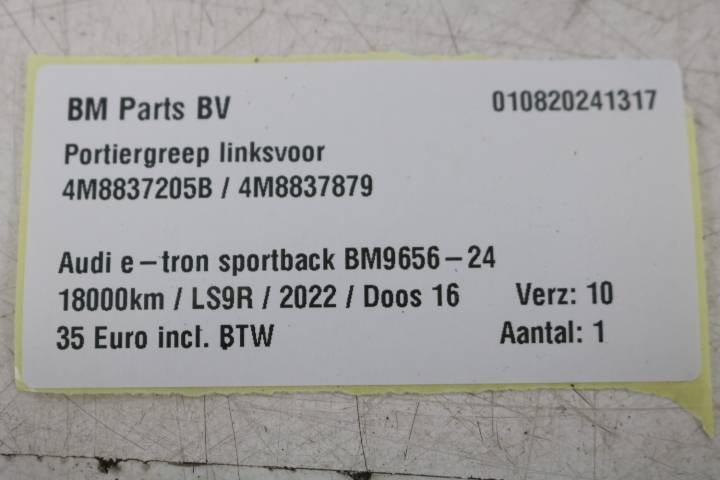 BM Parts BV 010820241317
Portiergreep linksvoor
4M8837205B / 4M8837879
Audi e-tron sportback BM9656-24
18000km / LS9R / 2022 / Doos 16 Verz: 10
35 Euro incl. BTW Aantal: 1